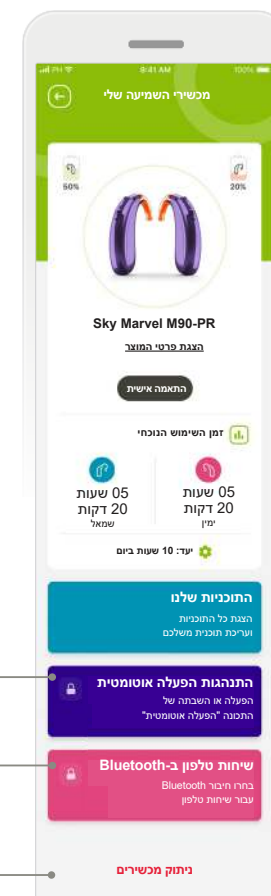 8:41 AM
100%
מכשירי השמיעה שלי
50%
20%
Sky Marvel M90-PR
הצגת פרטי המוצר
התאמה אישית
זמן השימוש הנוכחי
05 שעות
20 דקות
ימין
05 שעות
20 דקות
שמאל
יעד: 10 שעות ביום
התוכניות שלנו
הצגת כל התוכניות
ועריכת תוכנית משלכם
התנהגות הפעלה אוטומטית
הפעלה או השבתה של
התכונה "הפעלה אוטומטית"
שיחות טלפון ב-Bluetooth
בחרו חיבור Bluetooth
עבור שיחות טלפון
ניתוק מכשירים